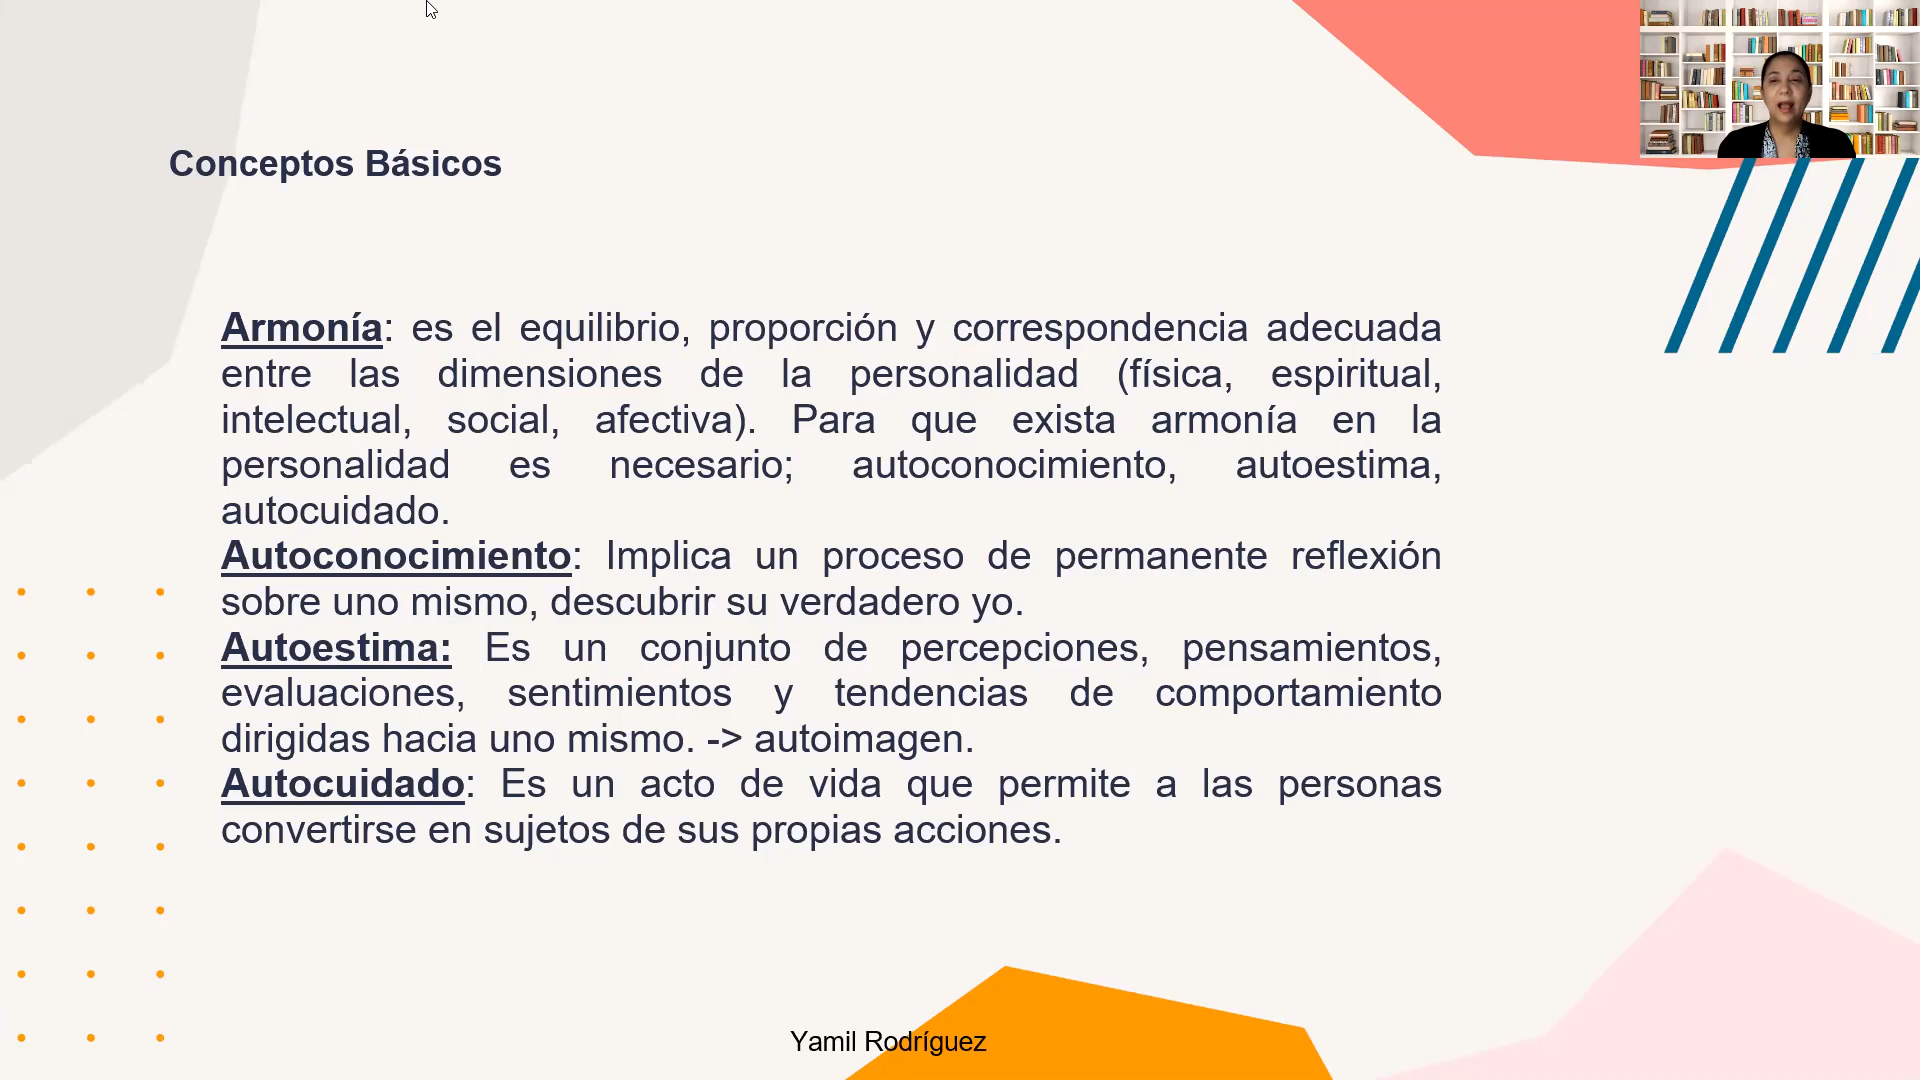 Conceptos Básicos
Armonía: es el equilibrio, proporción y correspondencia adecuada
entre las dimensiones de la personalidad (física, espiritual,
intelectual, social, afectiva). Para que exista armonía en la
personalidad es necesario; autoconocimiento, autoestima,
autocuidado.
Autoconocimiento: Implica un proceso de permanente reflexión
sobre uno mismo, descubrir su verdadero yo.
Autoestima: Es un conjunto de percepciones, pensamientos,
evaluaciones, sentimientos y tendencias de comportamiento
dirigidas hacia uno mismo. -> autoimagen.
Autocuidado: Es un acto de vida que permite a las personas
convertirse en sujetos de sus propias acciones.
Yamil Rodríguez